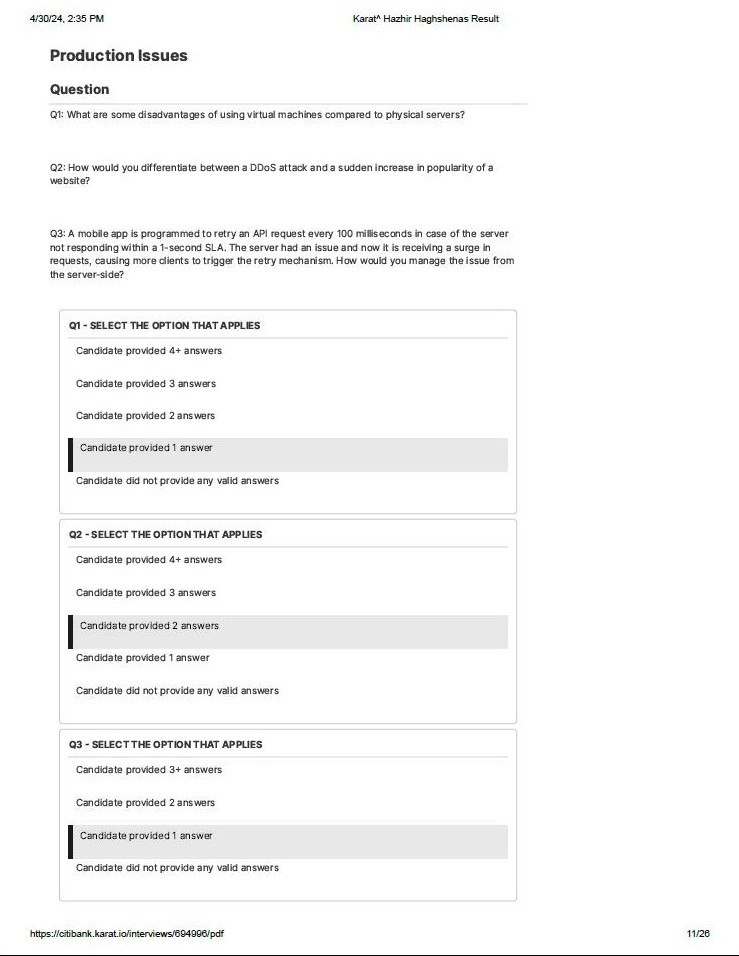 4/30/24, 2:35 PM
Karat^ Hazhir Haghshenas Result
Production Issues
Question
Q1: What are some disadvantages of using virtual machines compared to physical servers?
Q2: How would you differentiate between a DDoS attack and a sudden increase in popularity of a
website?
Q3: A mobile app is programmed to retry an API request every 100 milliseconds in case of the server
not responding within a 1-second SLA. The server had an issue and now it is receiving a surge in
requests, causing more clients to trigger the retry mechanism. How would you manage the issue from
the server-side?
Q1 - SELECT THE OPTION THAT APPLIES
Candidate provided 4+ answers
Candidate provided 3 answers
Candidate provided 2 answers
Candidate provided 1 answer
Candidate did not provide any valid answers
Q2 - SELECT THE OPTION THAT APPLIES
Candidate provided 4+ answers
Candidate provided 3 answers
Candidate provided 2 answers
Candidate provided 1 answer
Candidate did not provide any valid answers
Q3 - SELECT THE OPTION THAT APPLIES
Candidate provided 3+ answers
Candidate provided 2 answers
Candidate provided 1 answer
Candidate did not provide any valid answers
https://citibank.karat.io/interviews/694996/pdf
11/26